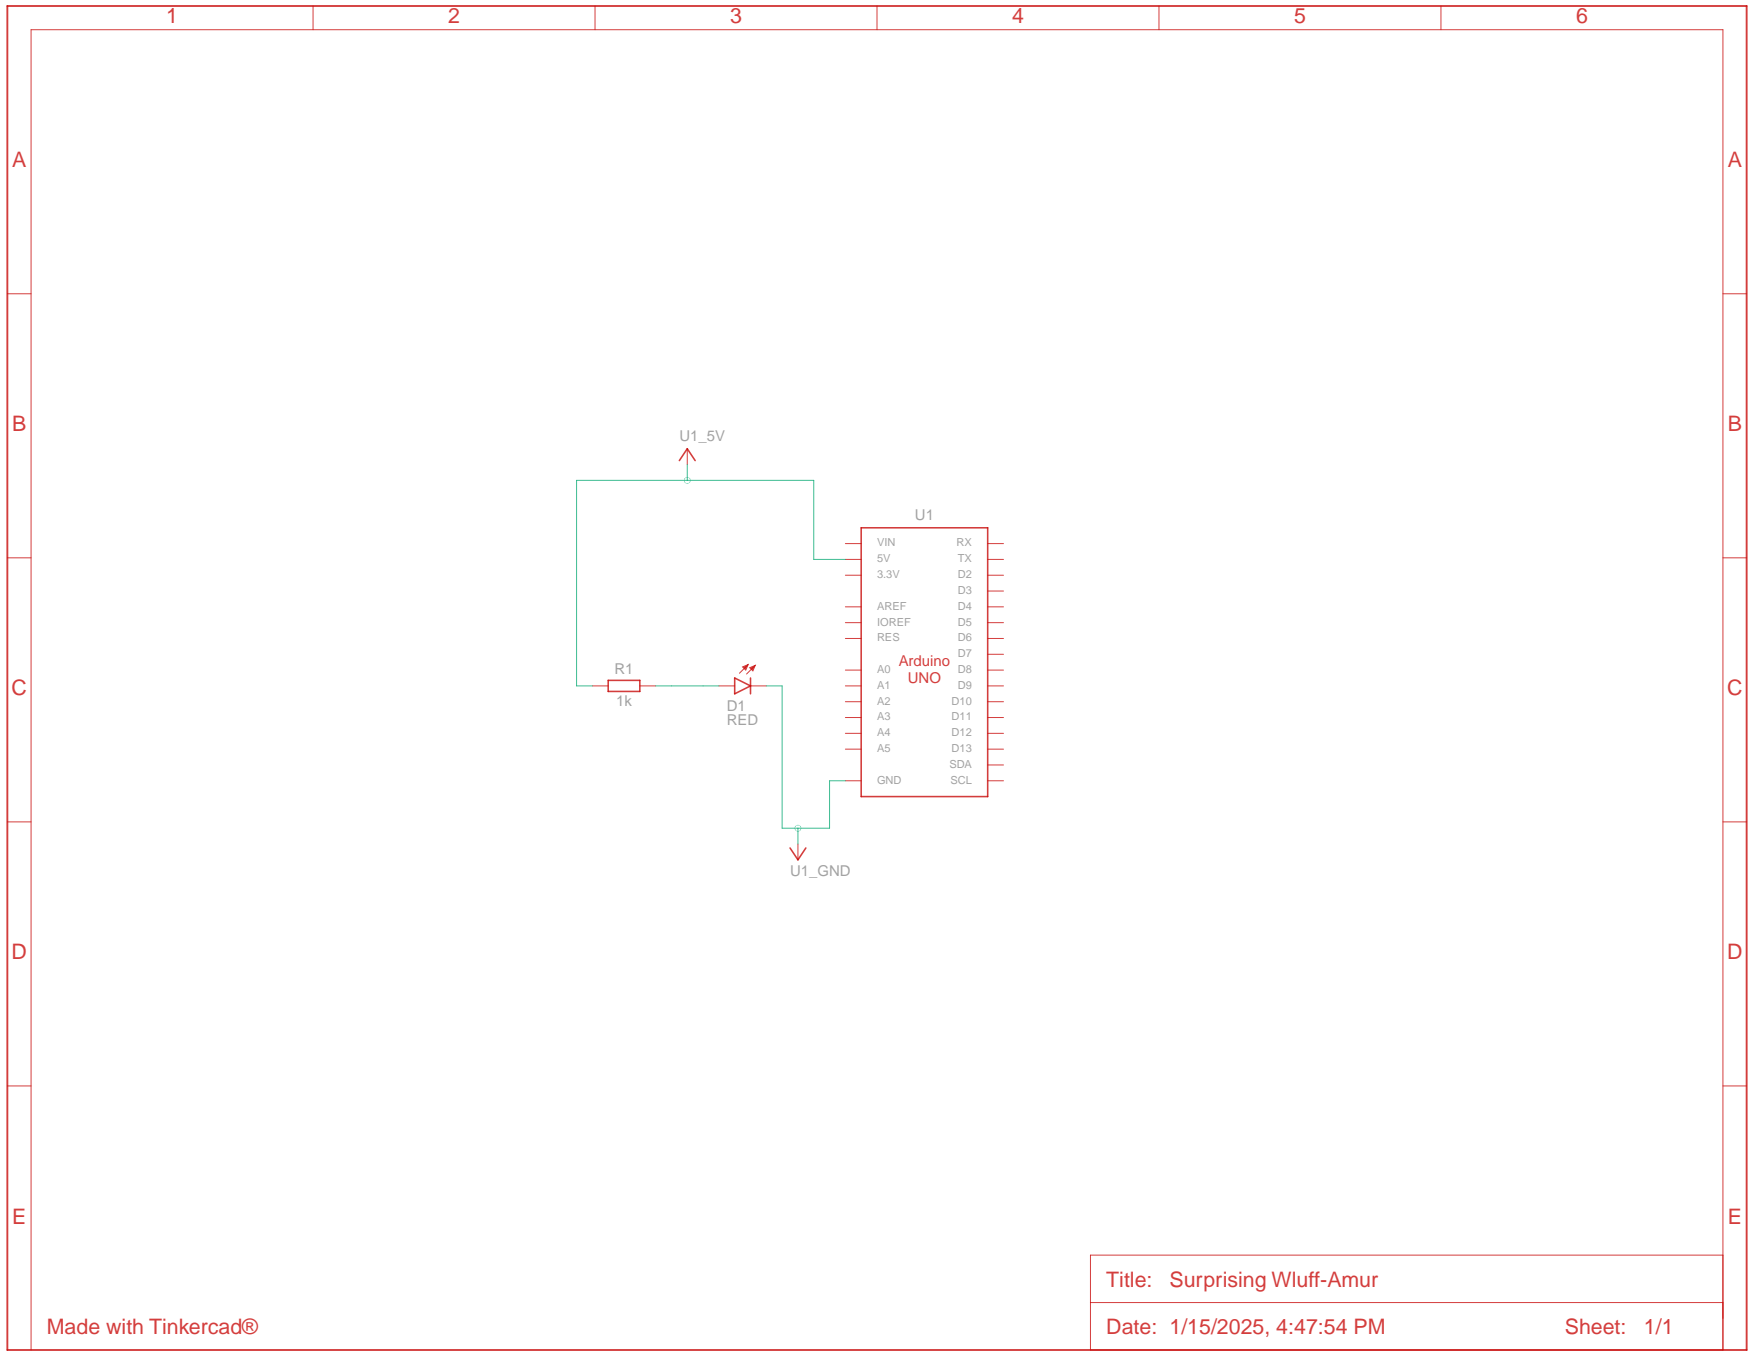 1 2 3 4 5 6
A A
B B
U1_5V
U1
VIN RX
5V TX
3.3V D2
D3
AREF D4
IOREF D5
RES D6
D7
Arduino
A0 D8
UNO
A1 D9
A2 D10
A3 D11
A4 D12
A5 D13
SDA
GND SCL
R1
1k
D1
RED
C C
U1_GND
D D
E E
Title: Surprising Wluff-Amur
Made with Tinkercad®
Date: 1/15/2025, 4:47:54 PM Sheet: 1/1